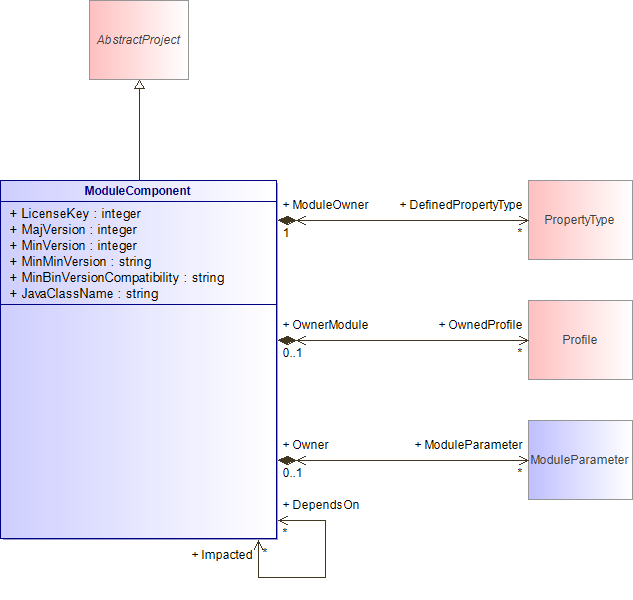 AbstractProject
ModuleComponent
+ LicenseKey : integer
+ MajVersion : integer
+ MinVersion : integer
+ MinMinVersion : string
+ MinBinVersionCompatibility : string
+ JavaClassName : string
+ ModuleOwner
+ DefinedPropertyType
1
*
PropertyType
+ OwnerModule
+ OwnedProfile
0..1
*
Profile
+ Owner
+ ModuleParameter
0..1
*
ModuleParameter
+ DependsOn
*
+ Impacted
*